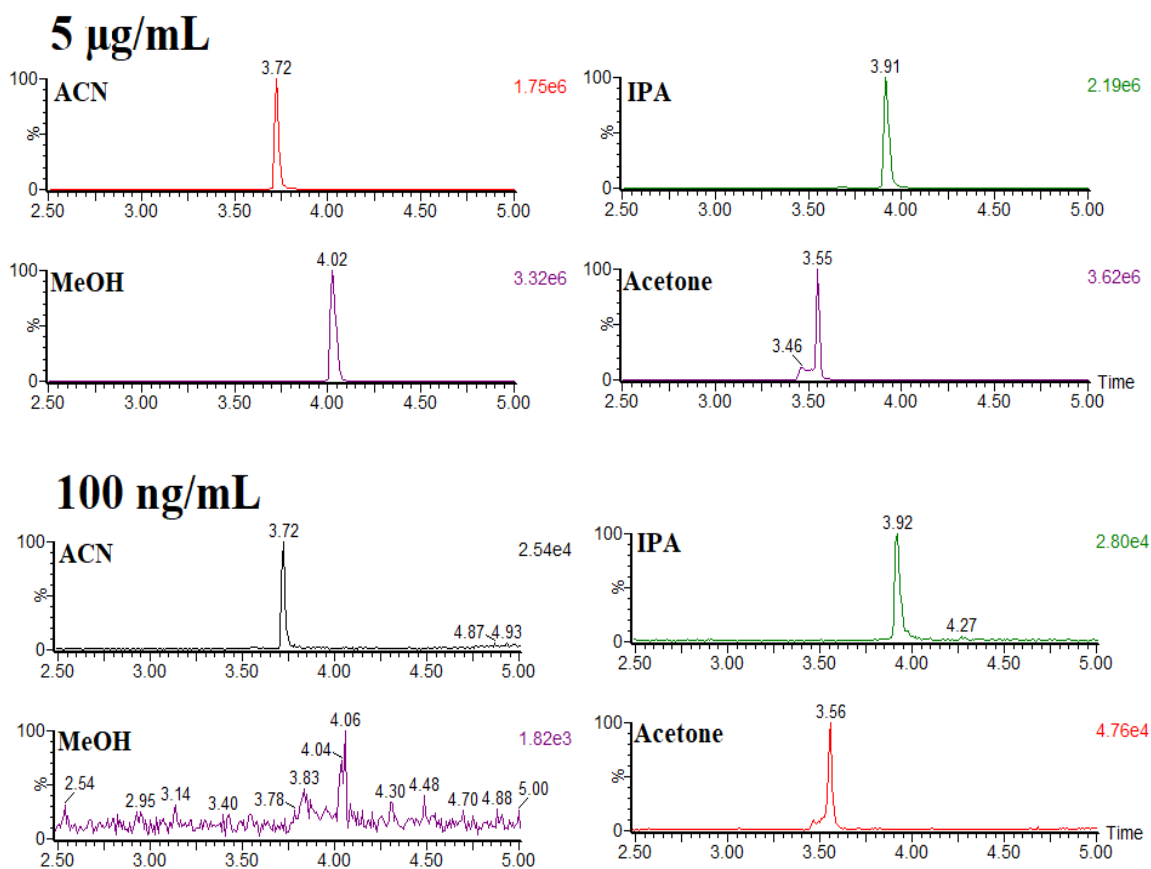 5 μg/mL
ACN
3.72
1.75e6
100
%
0
2.50 3.00 3.50 4.00 4.50 5.00
IPA
3.91
2.19e6
100
%
0
2.50 3.00 3.50 4.00 4.50 5.00
MeOH
4.02
3.32e6
100
%
0
2.50 3.00 3.50 4.00 4.50 5.00
Acetone
3.55
3.46
3.62e6
100
%
0
Time
2.50 3.00 3.50 4.00 4.50 5.00
100 ng/mL
ACN
3.72
2.54e4
100
%
4.87 4.93
0
2.50 3.00 3.50 4.00 4.50 5.00
IPA
3.92
2.80e4
100
%
4.27
0
2.50 3.00 3.50 4.00 4.50 5.00
MeOH
4.06
1.82e3
100
4.04
%
2.54 2.95 3.14 3.40 3.78 3.83 4.30 4.48 4.70 4.88 5.00
0
2.50 3.00 3.50 4.00 4.50 5.00
Acetone
3.56
4.76e4
100
%
0
Time
2.50 3.00 3.50 4.00 4.50 5.00